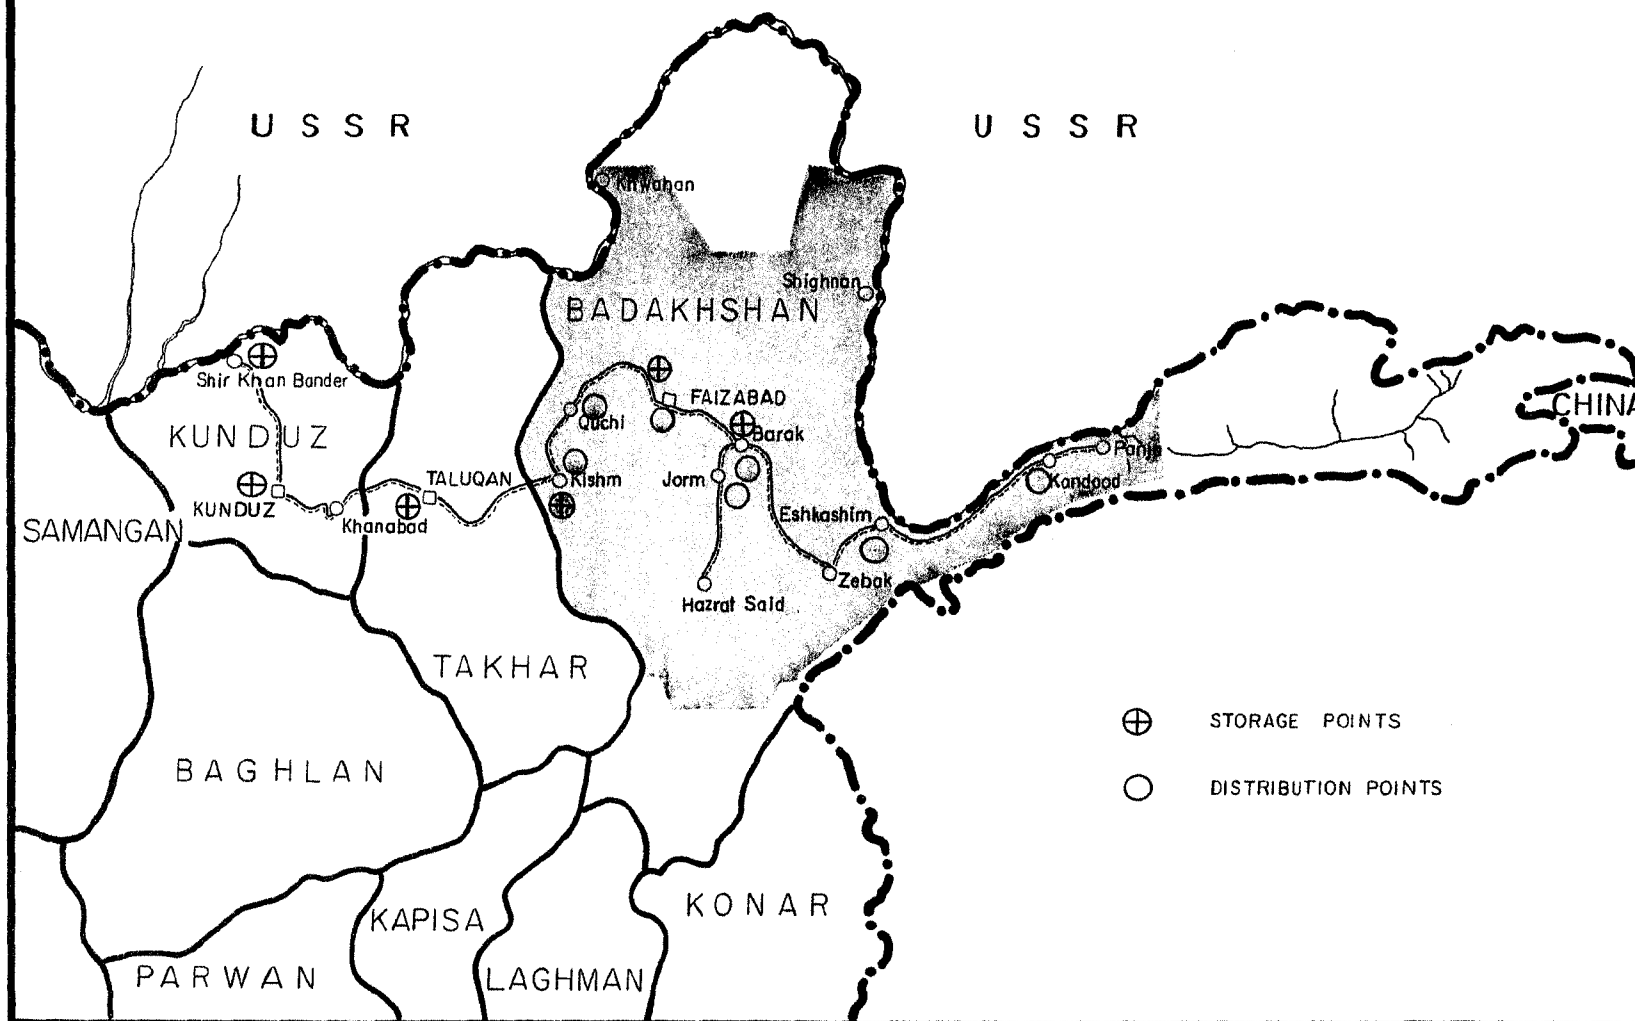 USSR
USSR
Khwahan
Shighnan
BADAKHSHAN
Shir Khan Bander
CHINA
FAIZABAD
KUNDUZ
Quchi
Barak
Panja
TALUQAN
Kishm
Jorm
Kandood
KUNDUZ
Khanabad
Eshkashim
SAMANGAN
Zebak
Hazrat Said
TAKHAR
STORAGE POINTS
BAGHLAN
DISTRIBUTION POINTS
KONAR
KAPISA
PARWAN
LAGHMAN